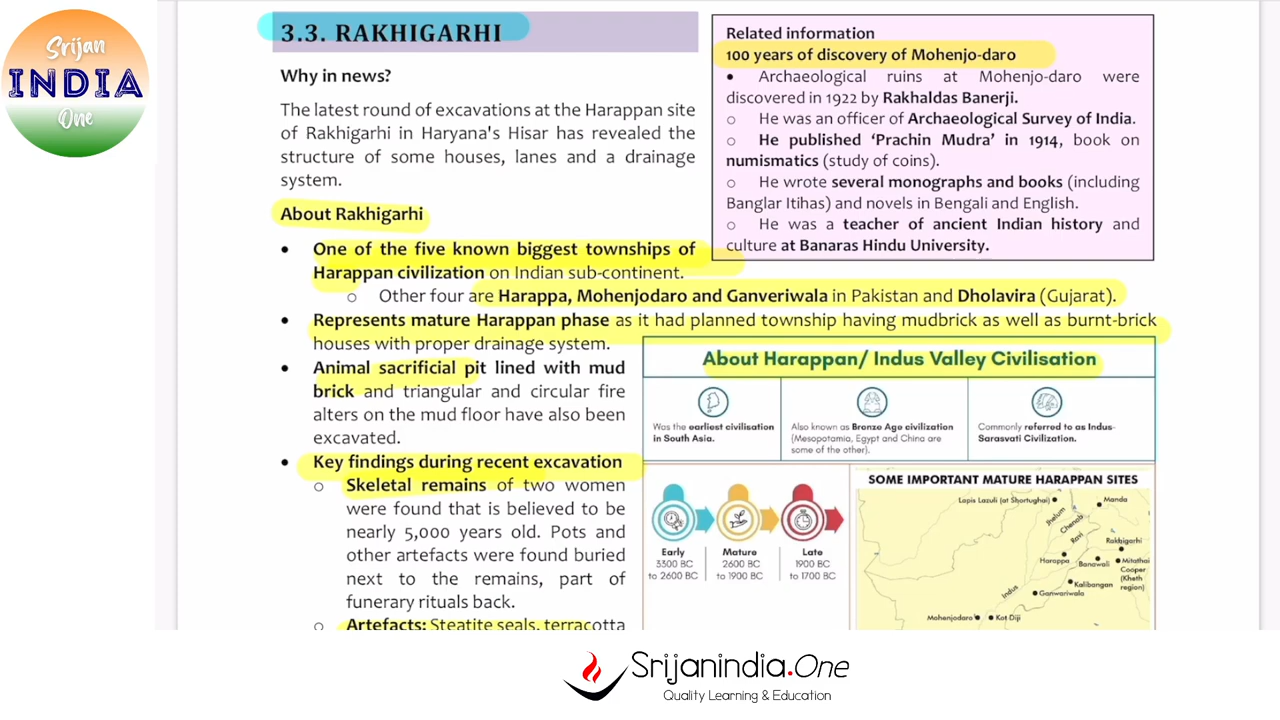 Srijan
INDIA
One
3.3. RAKHIGARHI
Why in news?
The latest round of excavations at the Harappan site
of Rakhigarhi in Haryana's Hisar has revealed the
structure of some houses, lanes and a drainage
system.
About Rakhigarhi
• One of the five known biggest townships of
Harappan civilization on Indian sub-continent.
o Other four are Harappa, Mohenjodaro and Ganveriwala in Pakistan and Dholavira (Gujarat).
• Represents mature Harappan phase as it had planned township having mudbrick as well as burnt-brick
houses with proper drainage system.
• Animal sacrificial pit lined with mud
brick and triangular and circular fire
alters on the mud floor have also been
excavated.
• Key findings during recent excavation
o Skeletal remains of two women
were found that is believed to be
nearly 5,000 years old. Pots and
other artefacts were found buried
next to the remains, part of
funerary rituals back.
o Artefacts: Steatite seals, terracotta
Related information
100 years of discovery of Mohenjo-daro
• Archaeological ruins at Mohenjo-daro were
discovered in 1922 by Rakhaldas Banerji.
o He was an officer of Archaeological Survey of India.
o He published ‘Prachin Mudra’ in 1914, book on
numismatics (study of coins).
o He wrote several monographs and books (including
Banglar Itihas) and novels in Bengali and English.
o He was a teacher of ancient Indian history and
culture at Banaras Hindu University.
About Harappan/ Indus Valley Civilisation
Was the earliest civilisation
in South Asia.
Also known as Bronze Age civilization
(Mesopotamia, Egypt and China are
some of the other).
Commonly referred to as Indus-
Sarasvati Civilization.
Early
3300 BC
to 2600 BC
Mature
2600 BC
to 1900 BC
Late
1900 BC
to 1700 BC
SOME IMPORTANT MATURE HARAPPAN SITES
Lapis Lazuli (at Shortughai)
Manda
Jhelum
Chenab
Ravi
Rakhigarhi
Harappa
Banawali
Mitathal
Cooper
(Kheth
region)
Kalibangan
Indus
Ganwariwala
Mohenjodaro
Kot Diji
Srijanindia.One
Quality Learning & Education